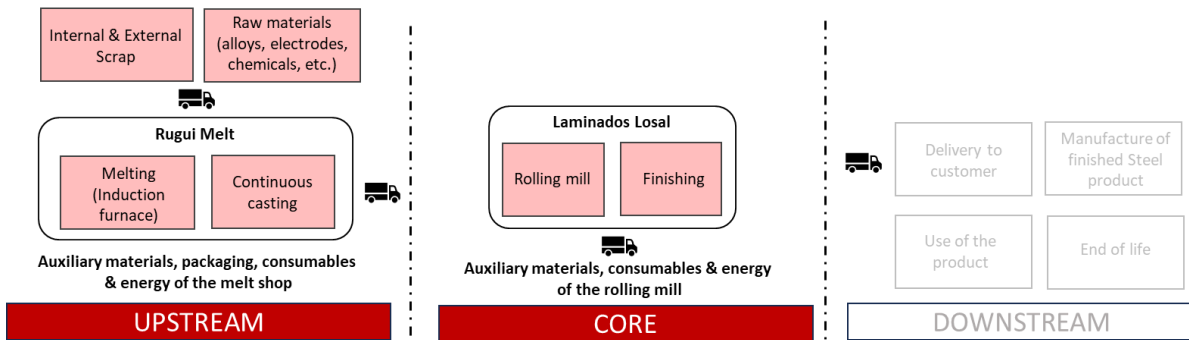 Internal & External
Scrap
Raw materials
(alloys, electrodes,
chemicals, etc.)
Rugui Melt
Melting
(Induction
furnace)
Continuous
casting
Auxiliary materials, packaging, consumables
& energy of the melt shop
UPSTREAM
Laminados Losal
Rolling mill
Finishing
Auxiliary materials, consumables & energy
of the rolling mill
CORE
Delivery to
customer
Manufacture of
finished Steel
product
Use of the
product
End of life
DOWNSTREAM